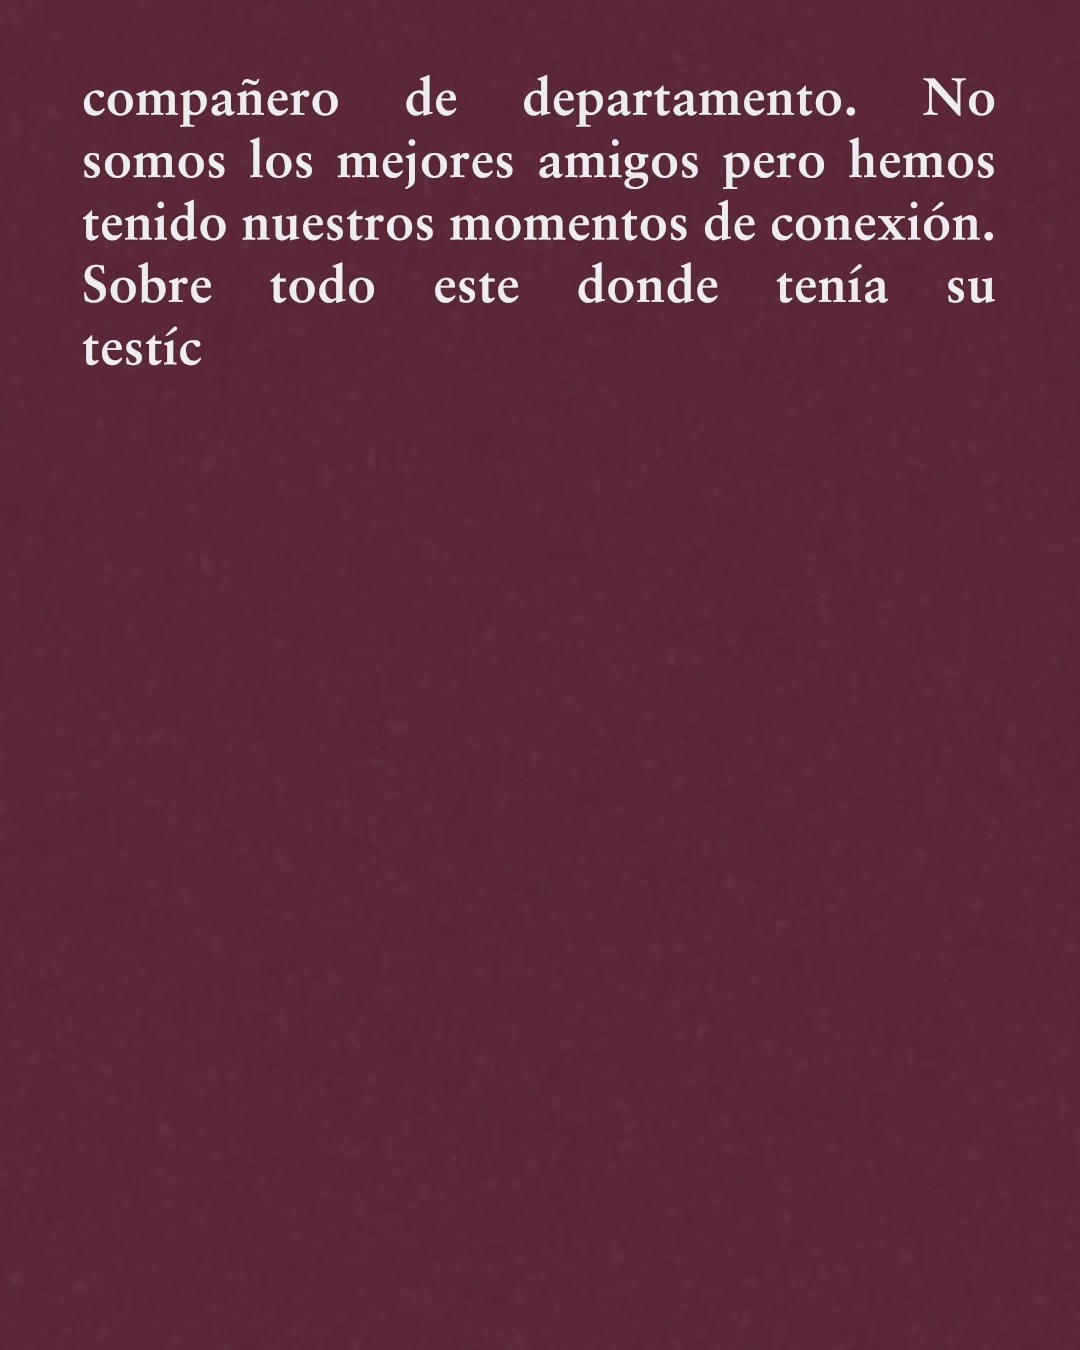 compañero de departamento. No
somos los mejores amigos pero hemos
tenido nuestros momentos de conexión.
Sobre todo este donde tenía su
testíc